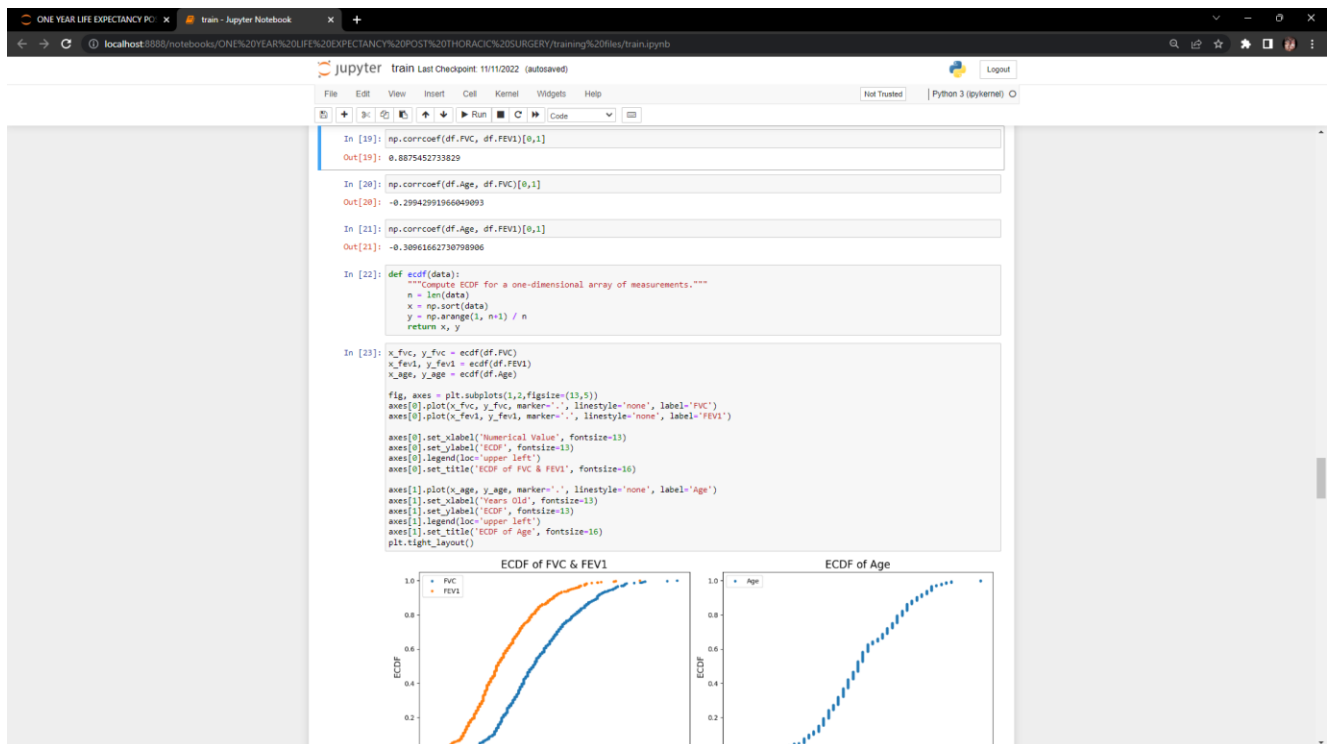 ONE YEAR LIFE EXPECTANCY PO
train - Jupyter Notebook
localhost:8888/notebooks/ONE%20YEAR%20LIFE%20EXPECTANCY%20POST%20THORACIC%20SURGERY/training%20files/train.ipynb
jupyter train Last Checkpoint: 11/11/2022 (autosaved)
Logout
File Edit View Insert Cell Kernel Widgets Help
Not Trusted
Python 3 (ipykernel)
Run
Code
In [19]: np.corrcoef(df.FVC, df.FEV1)[0,1]
Out[19]: 0.8875452733829
In [20]: np.corrcoef(df.Age, df.FVC)[0,1]
Out[20]: -0.29942991966049093
In [21]: np.corrcoef(df.Age, df.FEV1)[0,1]
Out[21]: -0.30961662730798906
In [22]: def ecdf(data):
"""Compute ECDF for a one-dimensional array of measurements."""
n = len(data)
x = np.sort(data)
y = np.arange(1, n+1) / n
return x, y
In [23]: x_fvc, y_fvc = ecdf(df.FVC)
x_fev1, y_fev1 = ecdf(df.FEV1)
x_age, y_age = ecdf(df.Age)
fig, axes = plt.subplots(1,2,figsize=(13,5))
axes[0].plot(x_fvc, y_fvc, marker='.', linestyle='none', label='FVC')
axes[0].plot(x_fev1, y_fev1, marker='.', linestyle='none', label='FEV1')
axes[0].set_xlabel('Numerical Value', fontsize=13)
axes[0].set_ylabel('ECDF', fontsize=13)
axes[0].legend(loc='upper left')
axes[0].set_title('ECDF of FVC & FEV1', fontsize=16)
axes[1].plot(x_age, y_age, marker='.', linestyle='none', label='Age')
axes[1].set_xlabel('Years Old', fontsize=13)
axes[1].set_ylabel('ECDF', fontsize=13)
axes[1].legend(loc='upper left')
axes[1].set_title('ECDF of Age', fontsize=16)
plt.tight_layout()
ECDF of FVC & FEV1
1.0
FVC
FEV1
0.8
0.6
ECDF
0.4
0.2
ECDF of Age
1.0
Age
0.8
0.6
ECDF
0.4
0.2